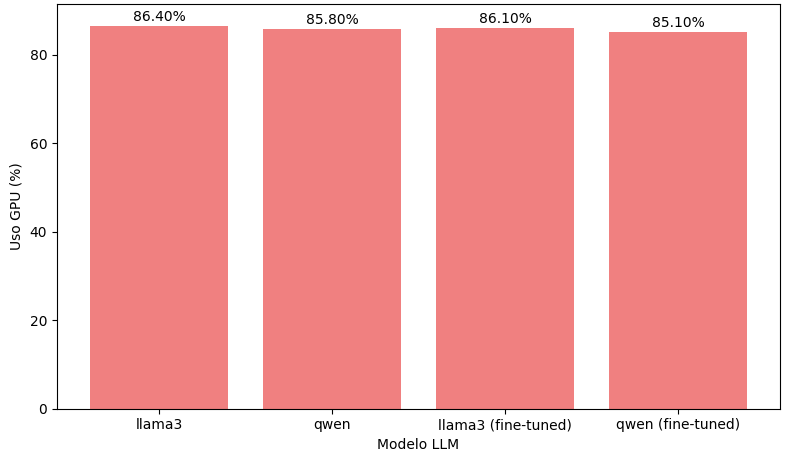 86.40%
85.80%
86.10%
85.10%
80
60
40
20
0
Uso GPU (%)
llama3
qwen
llama3 (fine-tuned)
qwen (fine-tuned)
Modelo LLM